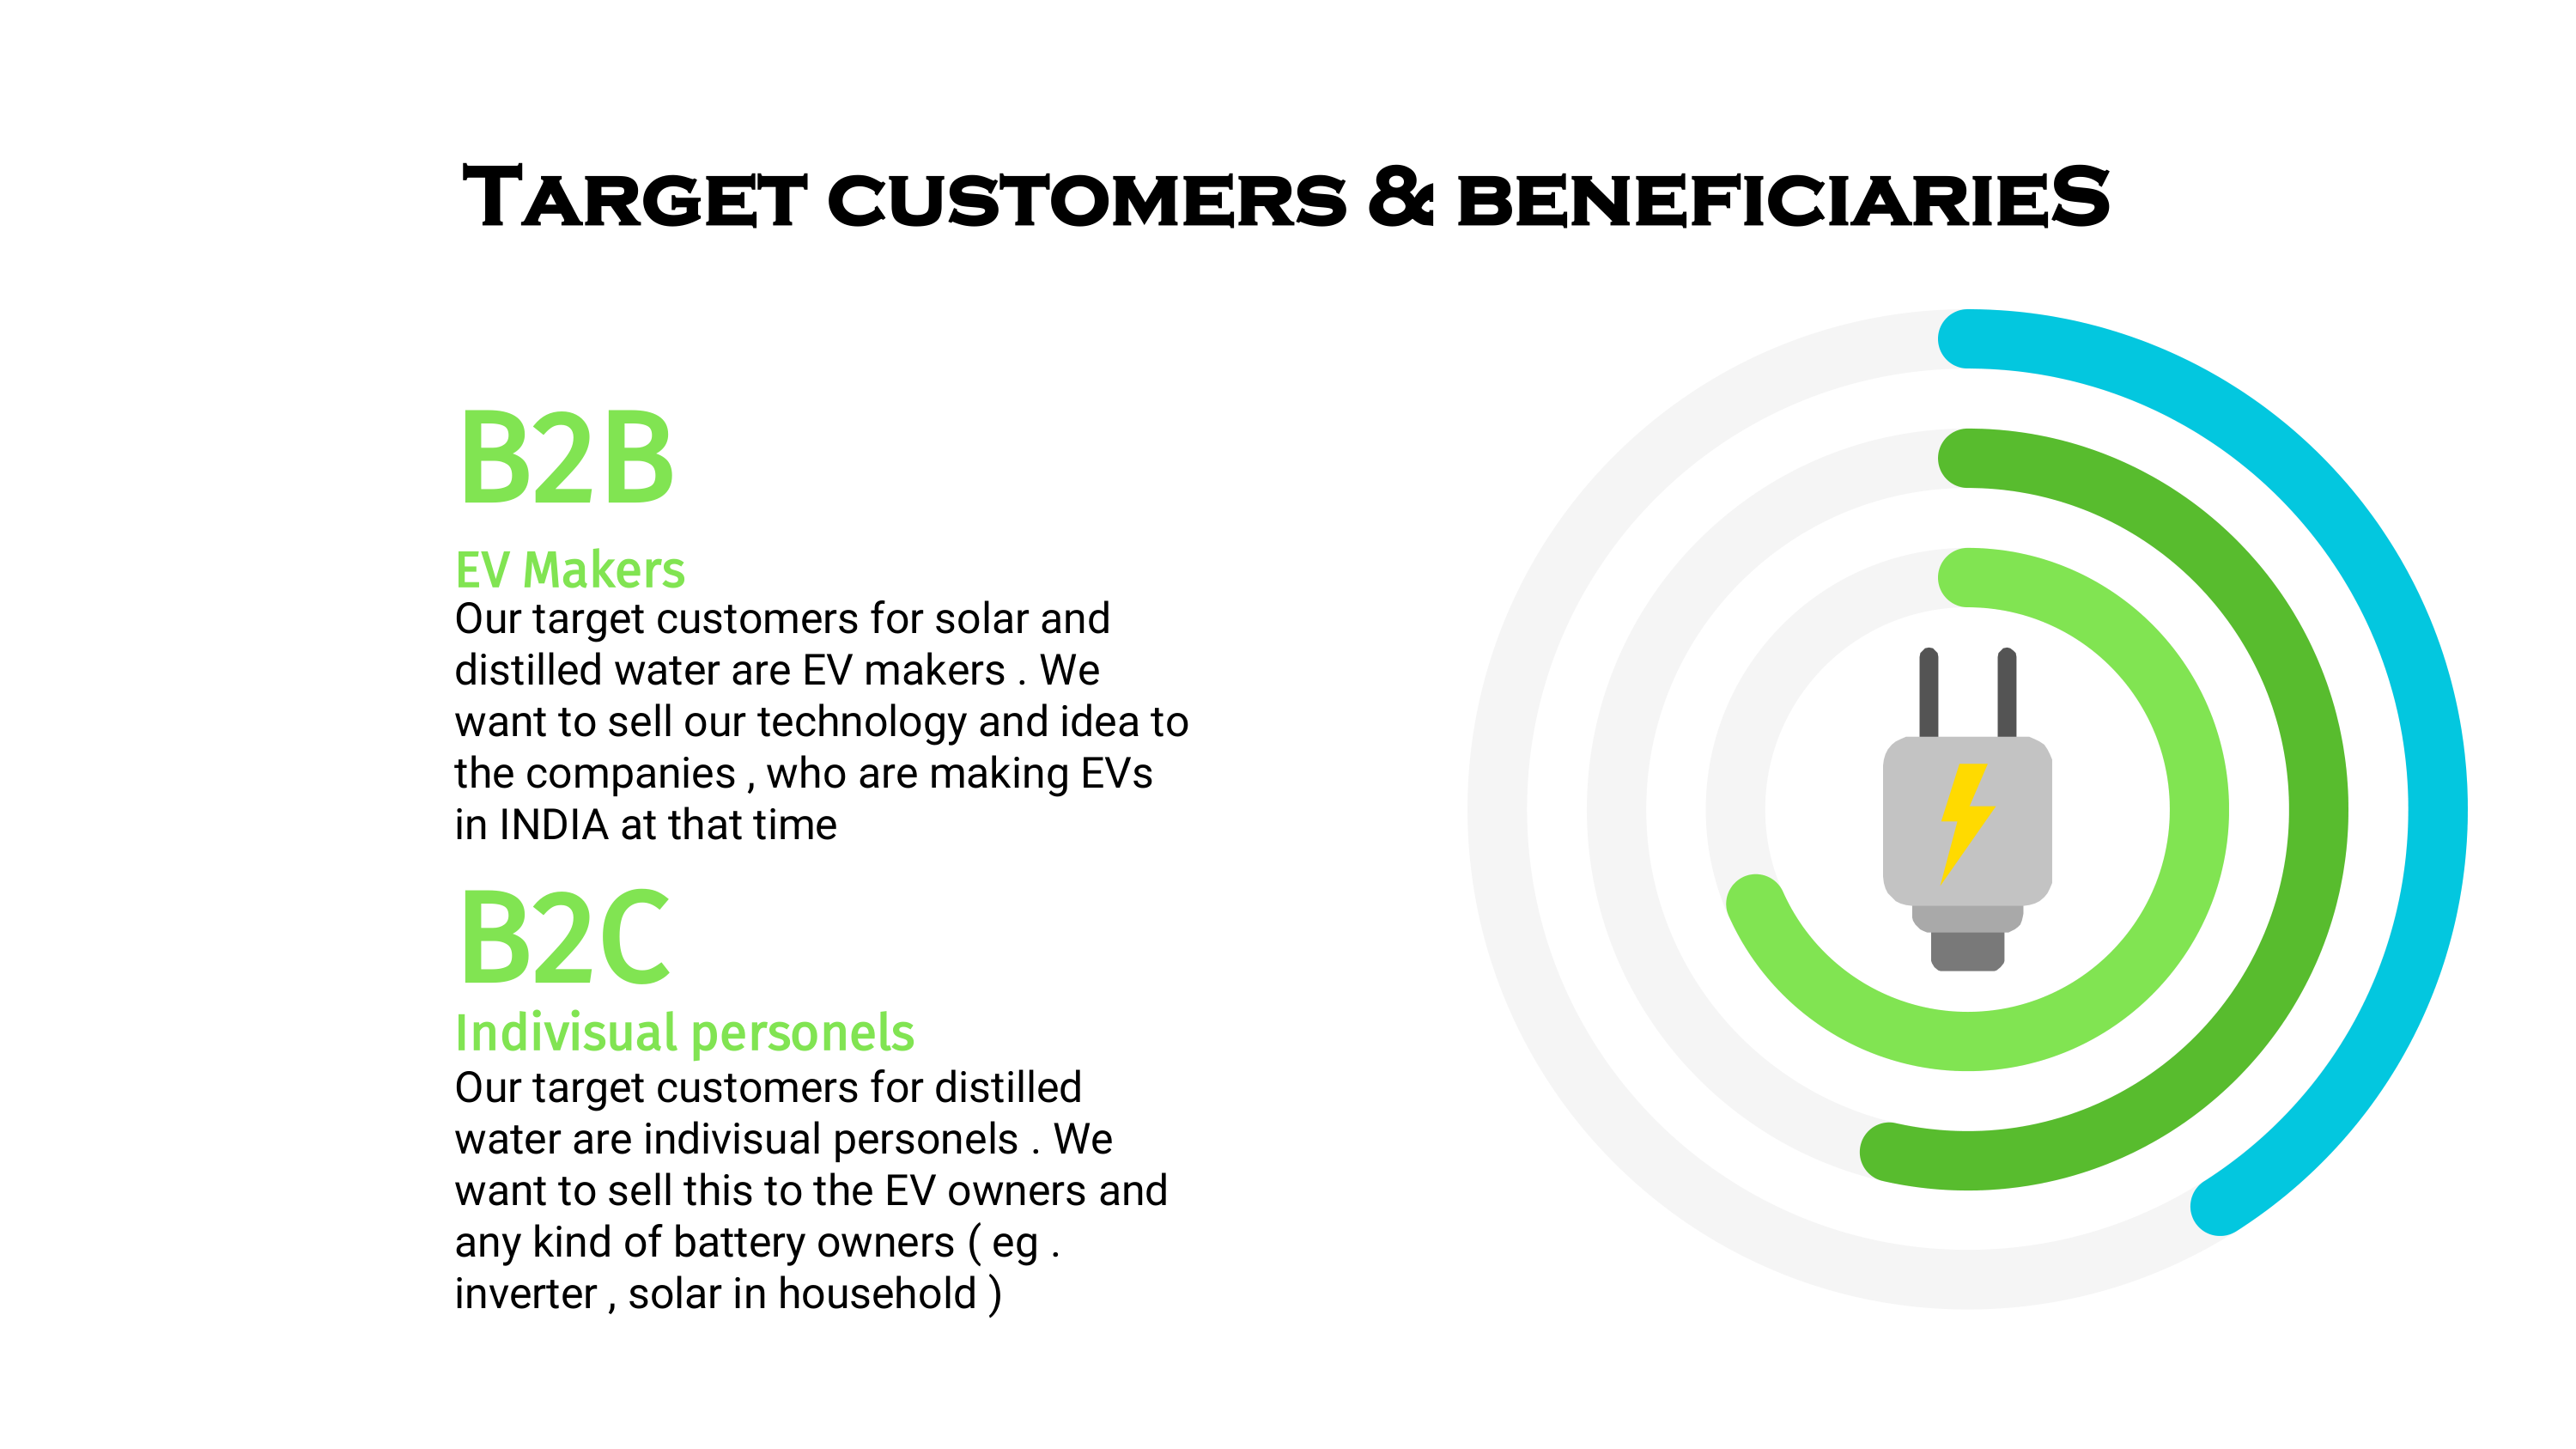 Target customers & beneficiarieS
B2B
EV Makers
Our target customers for solar and
distilled water are EV makers . We
want to sell our technology and idea to
the companies , who are making EVs
in INDIA at that time
B2C
Indivisual personels
Our target customers for distilled
water are indivisual personels . We
want to sell this to the EV owners and
any kind of battery owners ( eg .
inverter , solar in household )